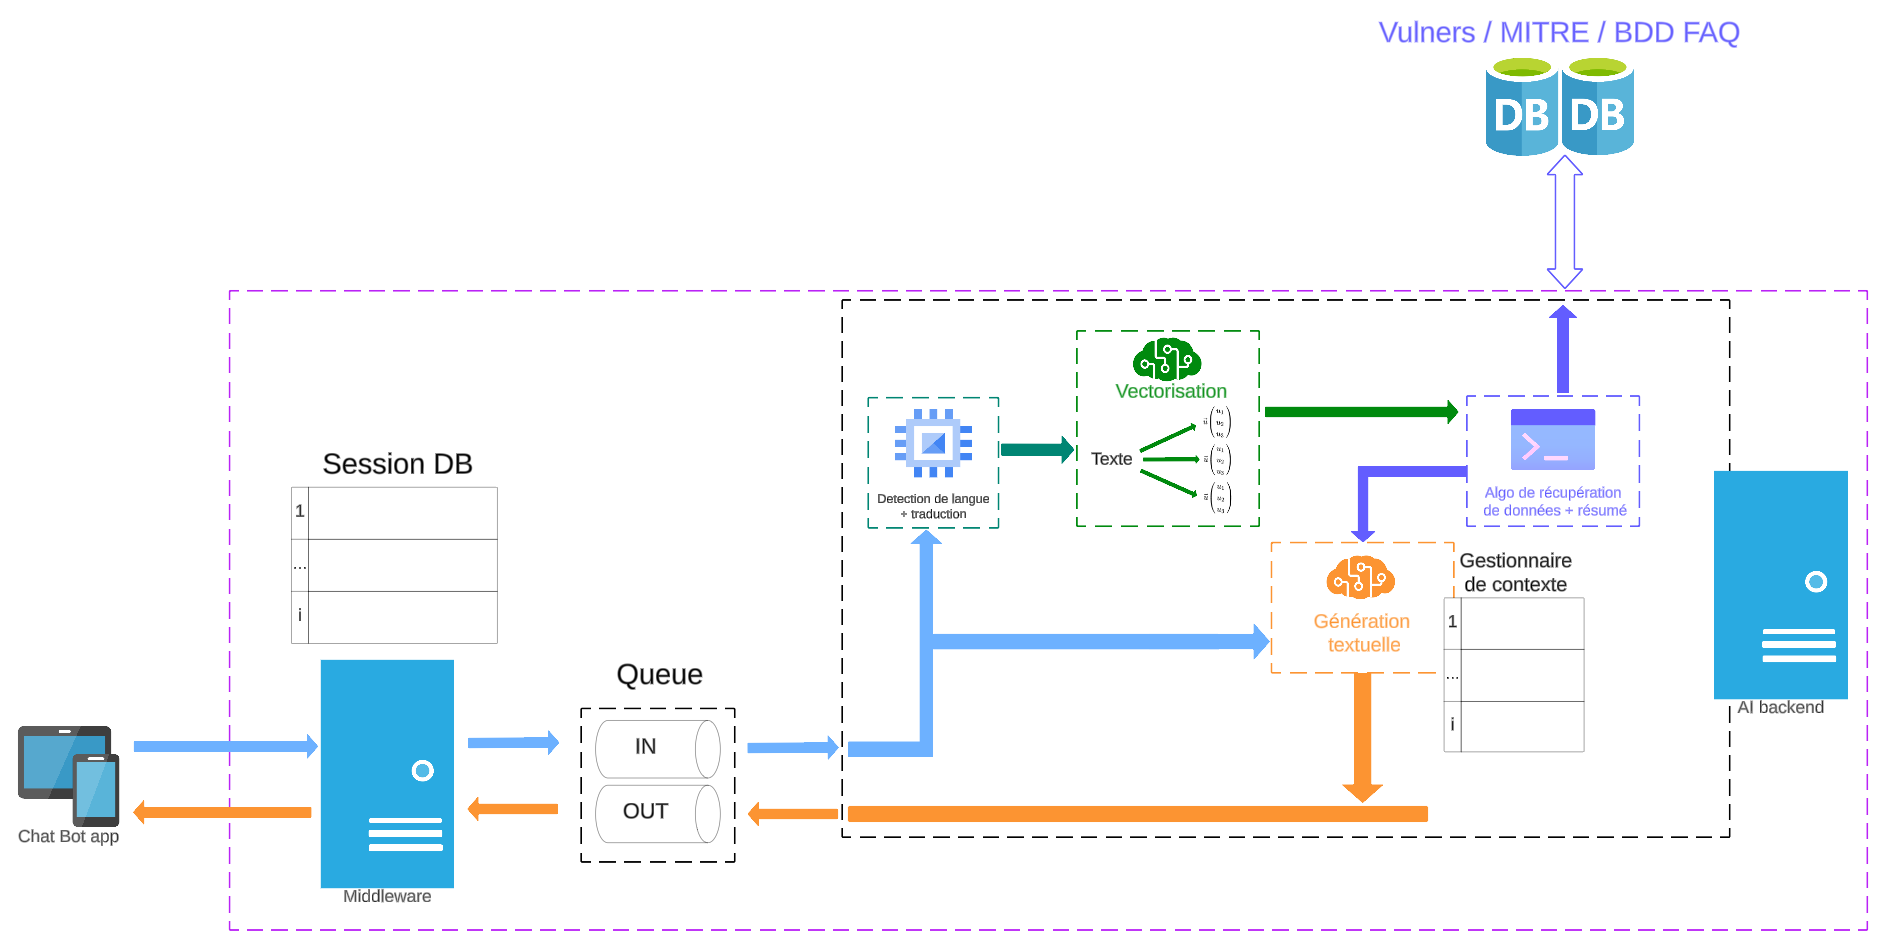 Vulners / MITRE / BDD FAQ
DB DB
Vectorisation
Texte
Detection de langue
+ traduction
Algo de récupération
de données + résumé
Session DB
1
...
i
Génération
textuelle
Gestionnaire
de contexte
1
...
i
AI backend
Queue
IN
OUT
Chat Bot app
Middleware